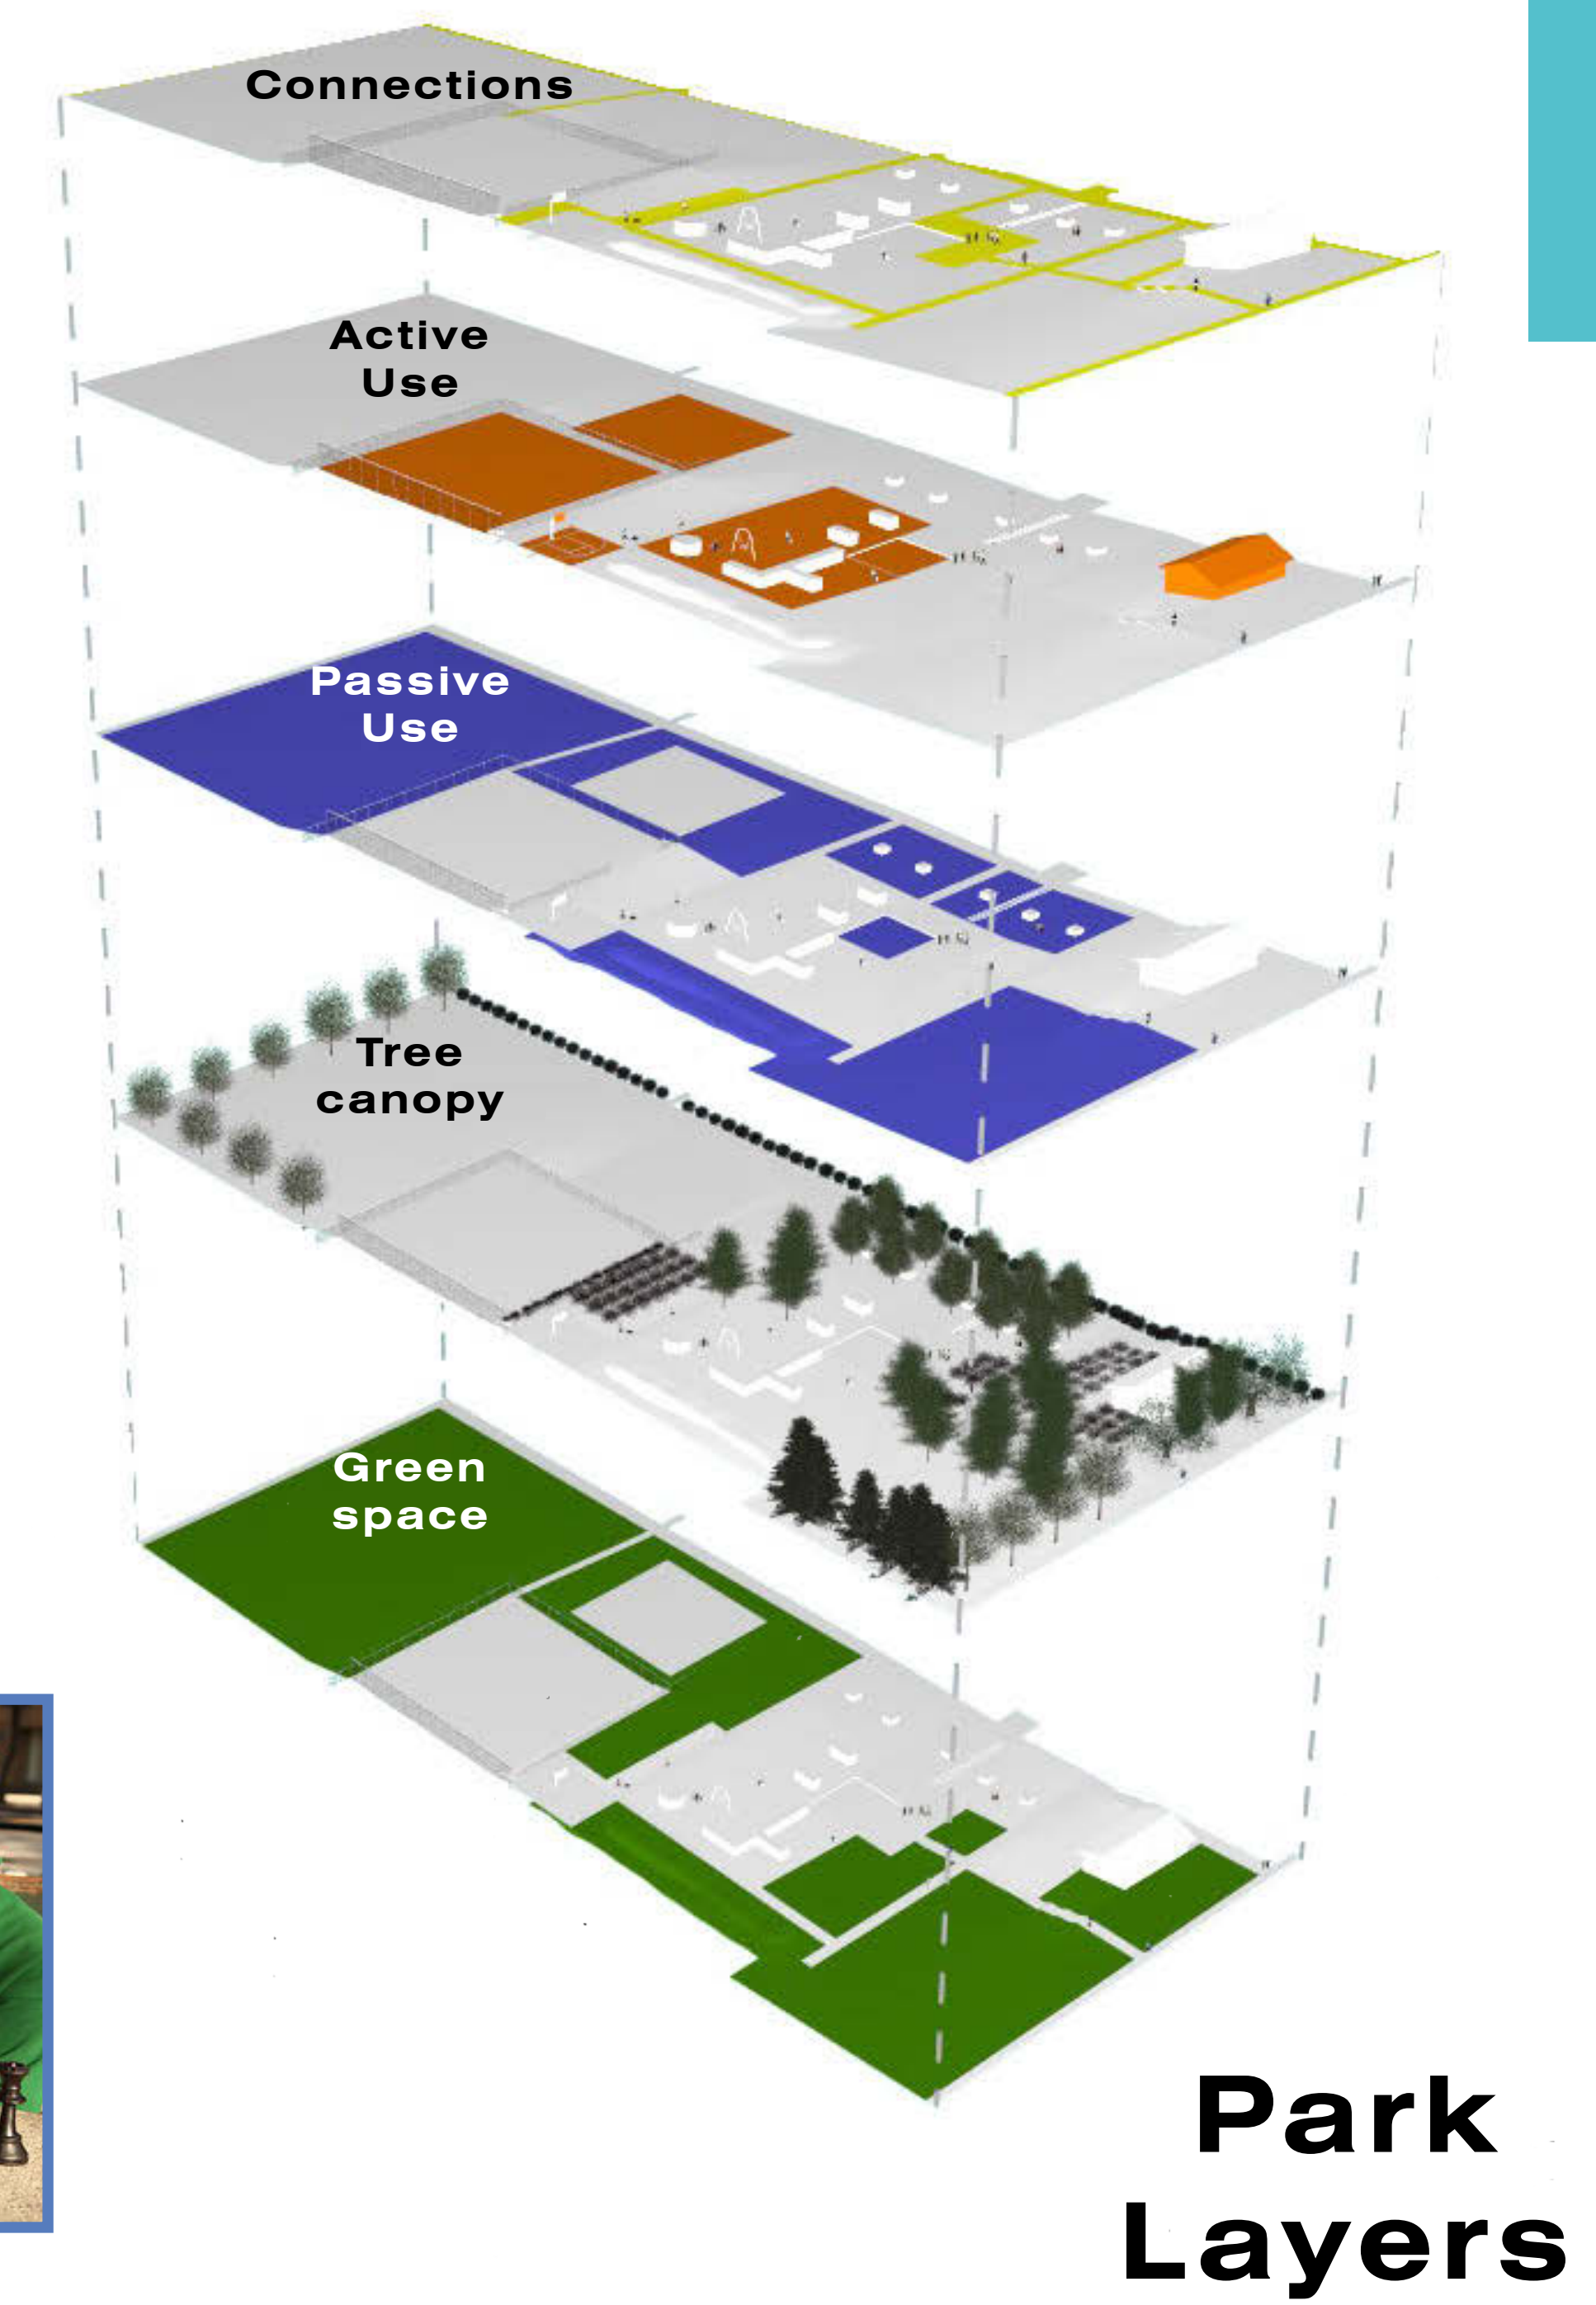 Connections
Active
Use
Passive
Use
Tree
canopy
Green
space
Park
Layers